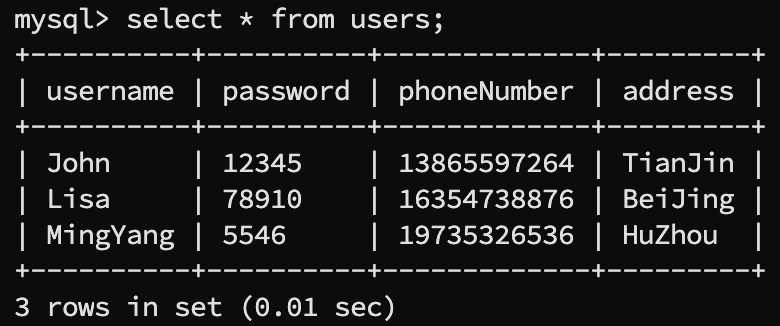 mysql> select * from users;
+----------+----------+-------------+---------+
| username | password | phoneNumber | address |
+----------+----------+-------------+---------+
| John     | 12345    | 13865597264 | TianJin |
| Lisa     | 78910    | 16354738876 | BeiJing |
| MingYang | 5546     | 19735326536 | HuZhou  |
+----------+----------+-------------+---------+
3 rows in set (0.01 sec)